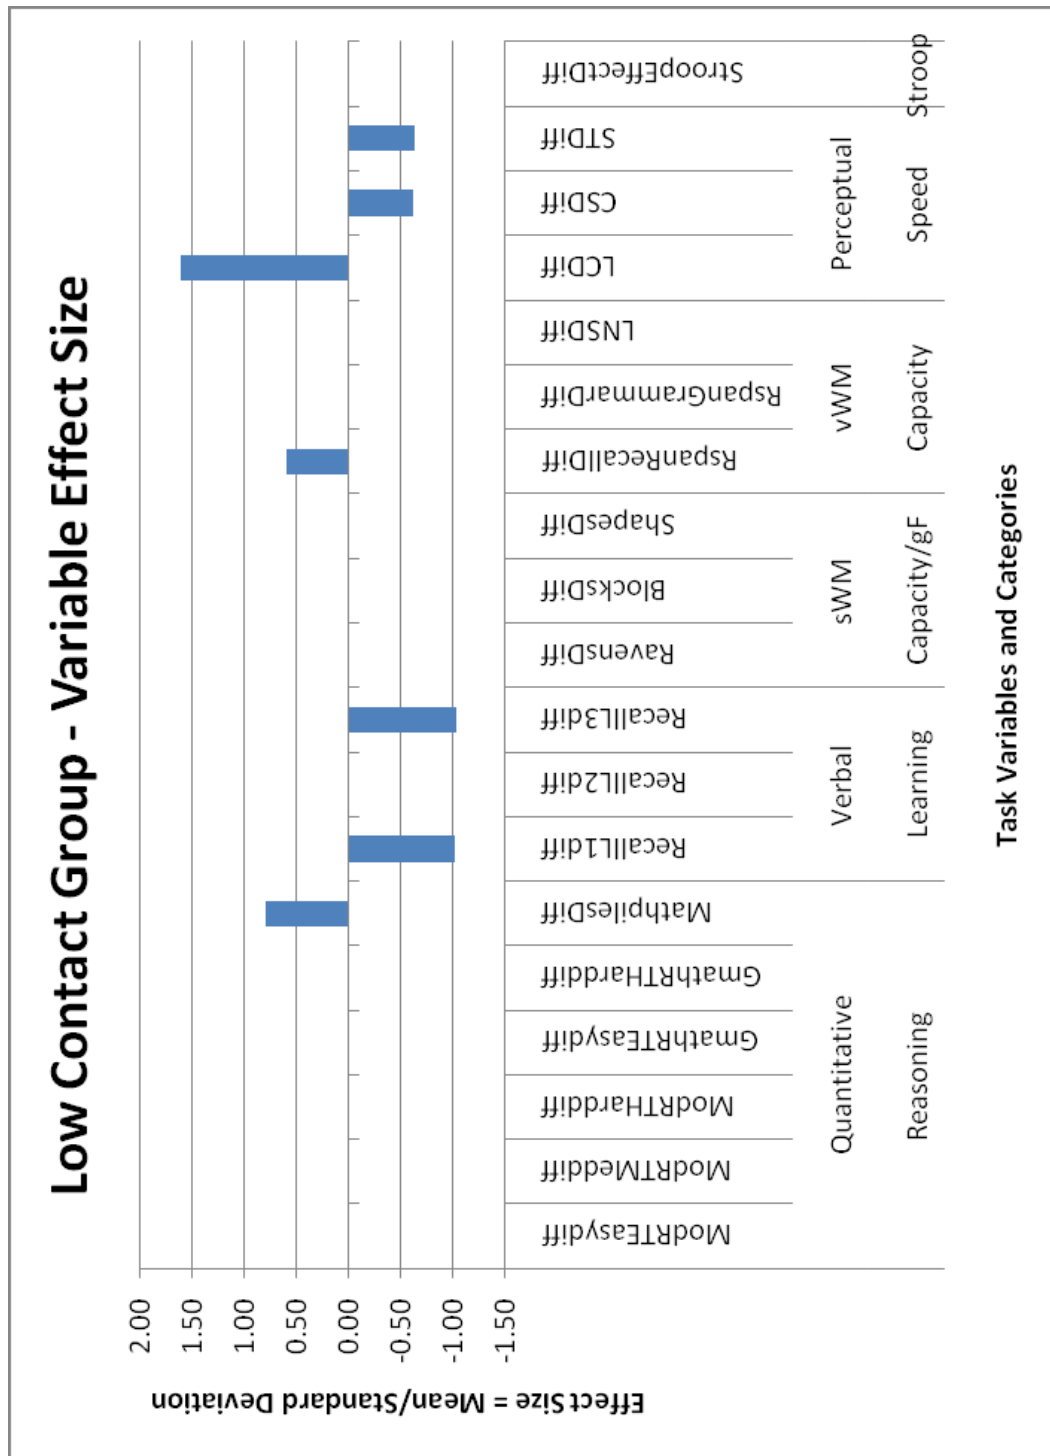 Low Contact Group - Variable Effect Size
Effect Size = Mean/Standard Deviation
2.00
1.50
1.00
0.50
0.00
-0.50
-1.00
-1.50
ModRTEasydiff
ModRTMeddiff
ModRTHarddiff
GmathRTEasydiff
GmathRTHarddiff
MathpilesDiff
RecallL1diff
RecallL2diff
RecallL3diff
RavensDiff
BlocksDiff
ShapesDiff
RspanRecallDiff
RspanGrammarDiff
LNSDiff
LCDiff
CSDiff
STDiff
StroopEffectDiff
Quantitative
Reasoning
Verbal
Learning
sWM
Capacity/gF
vWM
Capacity
Perceptual
Speed
Stroop
Task Variables and Categories